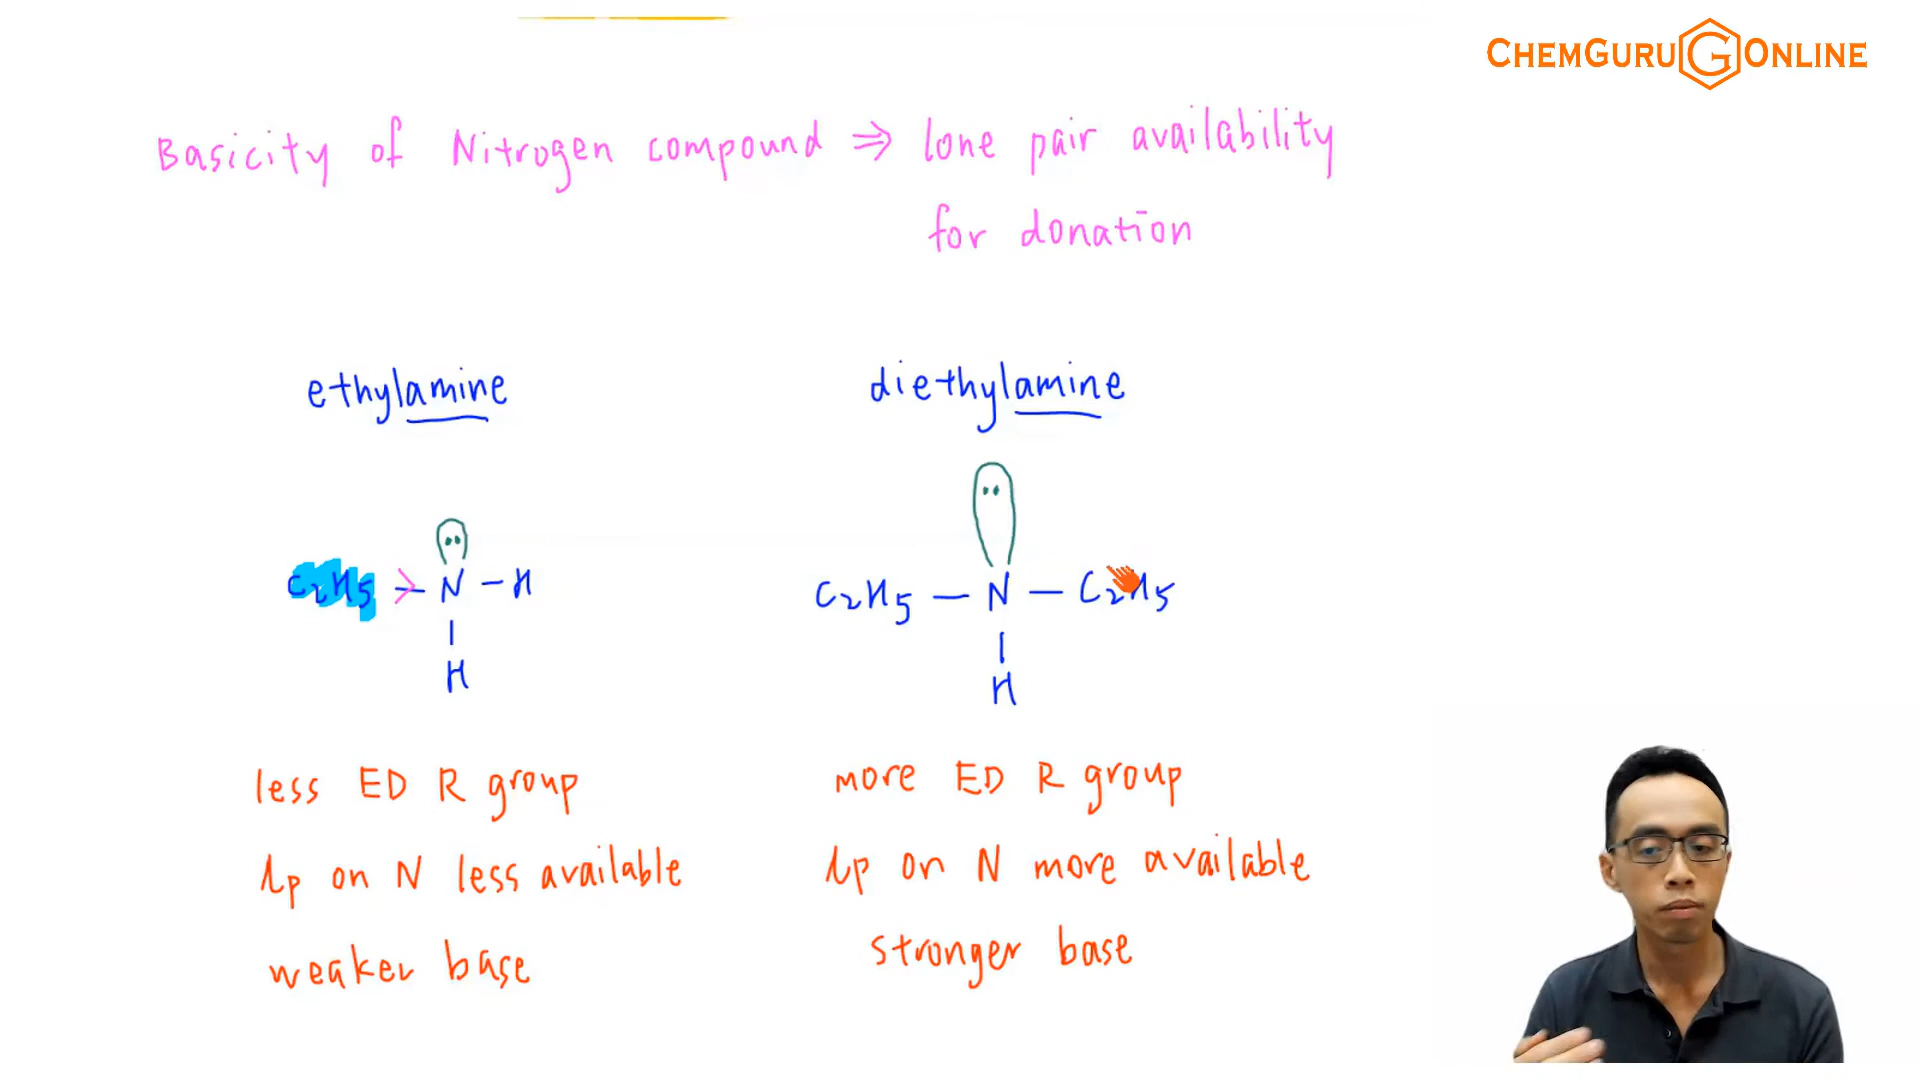 CHEMGURU G ONLINE
Basicity of Nitrogen compound ⇒ lone pair availability
for donation
ethylamine
diethylamine
C2H5 > — N — H
|
H
C2H5 — N — C2H5
|
H
less ED R group
lp on N less available
weaker base
more ED R group
lp on N more available
stronger base